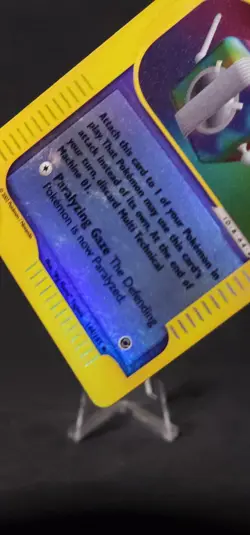 Attach this card to 1 of your Pokémon in
play. That Pokémon may use this card's
attack instead of its own. At the end of
your turn, discard Multi Technical
Machine 01.
Paralyzing Gaze The Defending
Pokémon is now Paralyzed.